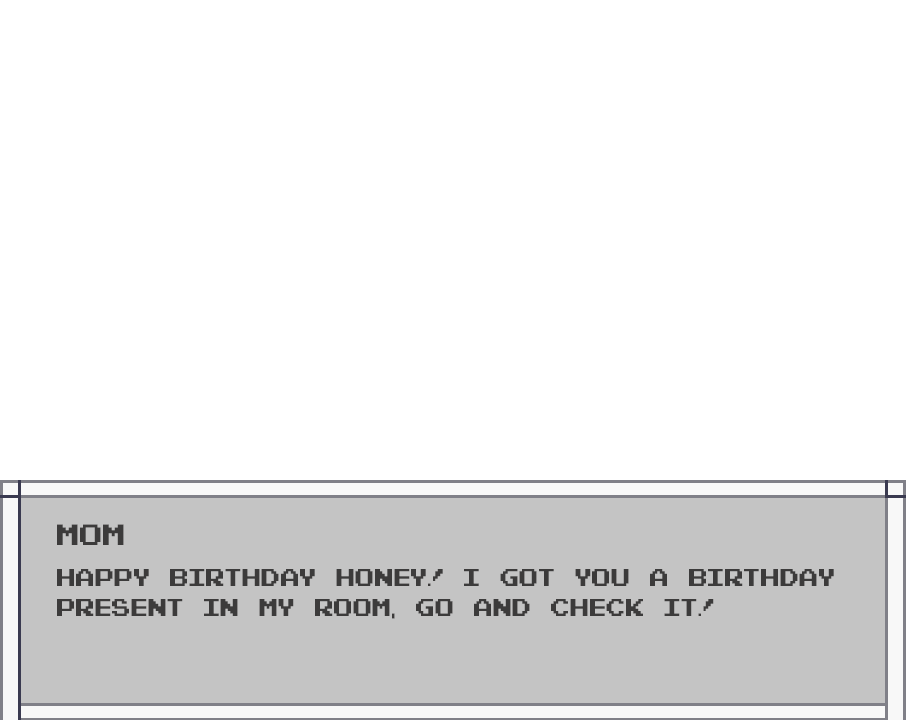 MOM
HAPPY BIRTHDAY HONEY! I GOT YOU A BIRTHDAY
PRESENT IN MY ROOM, GO AND CHECK IT!